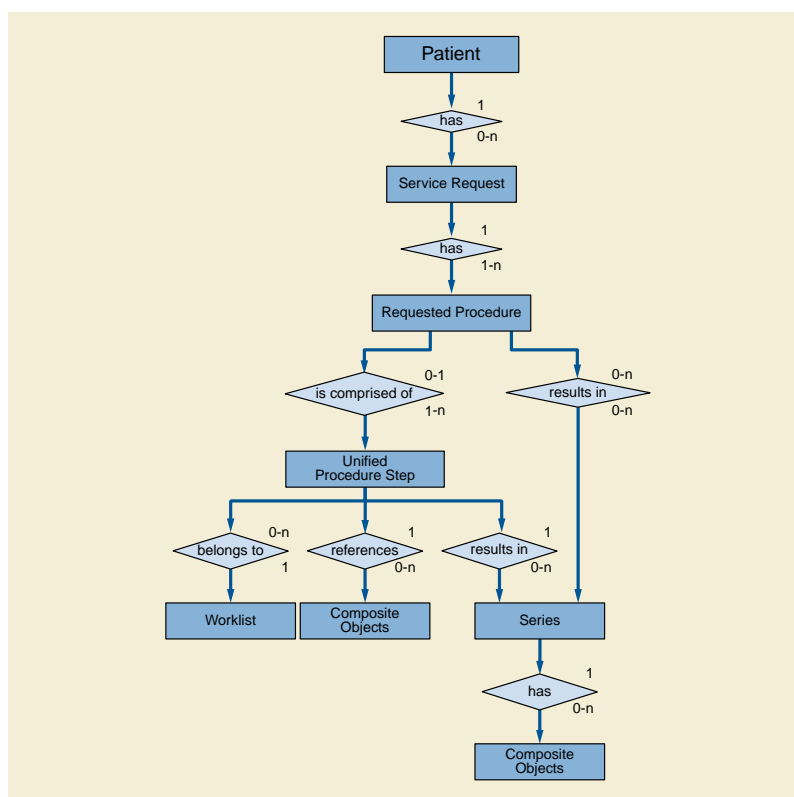 Patient
1
has
0-n
Service Request
1
has
1-n
Requested Procedure
0-1
is comprised of
1-n
0-n
results in
0-n
Unified
Procedure Step
0-n
belongs to
1
1
references
0-n
1
results in
0-n
Worklist
Composite
Objects
Series
1
has
0-n
Composite
Objects